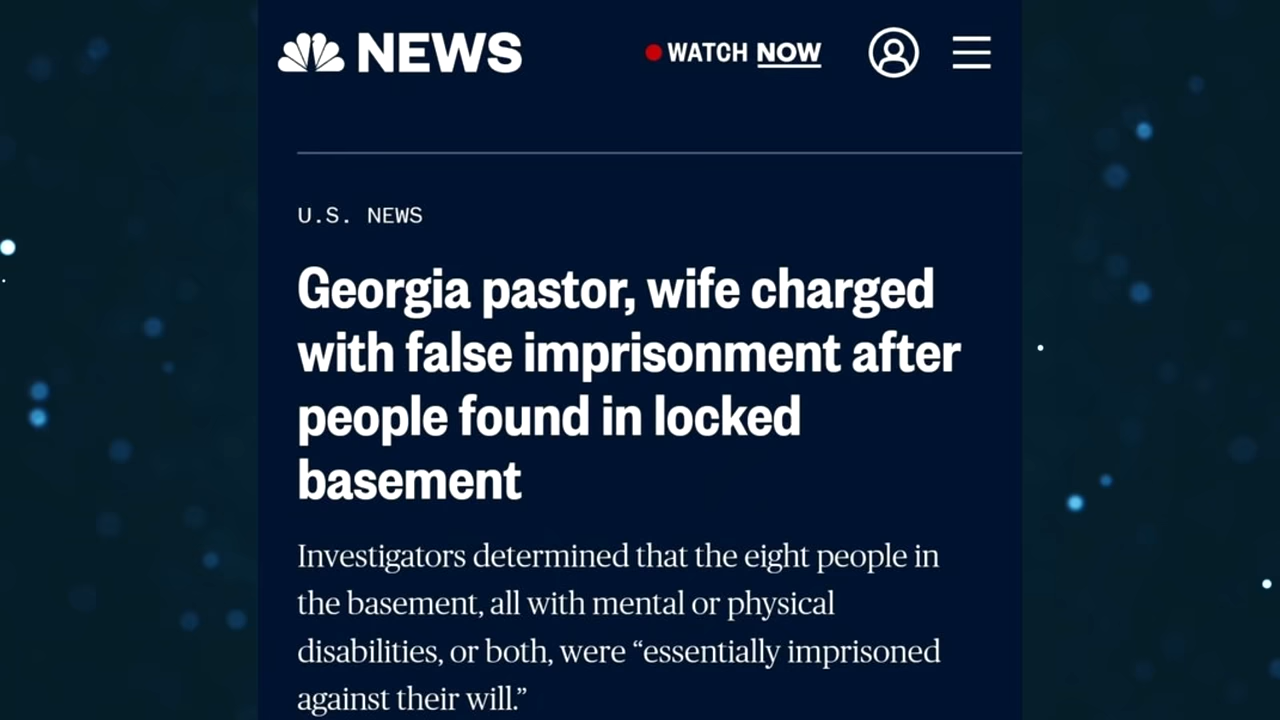 NEWS
WATCH NOW
U.S. NEWS
Georgia pastor, wife charged
with false imprisonment after
people found in locked
basement
Investigators determined that the eight people in
the basement, all with mental or physical
disabilities, or both, were “essentially imprisoned
against their will.”